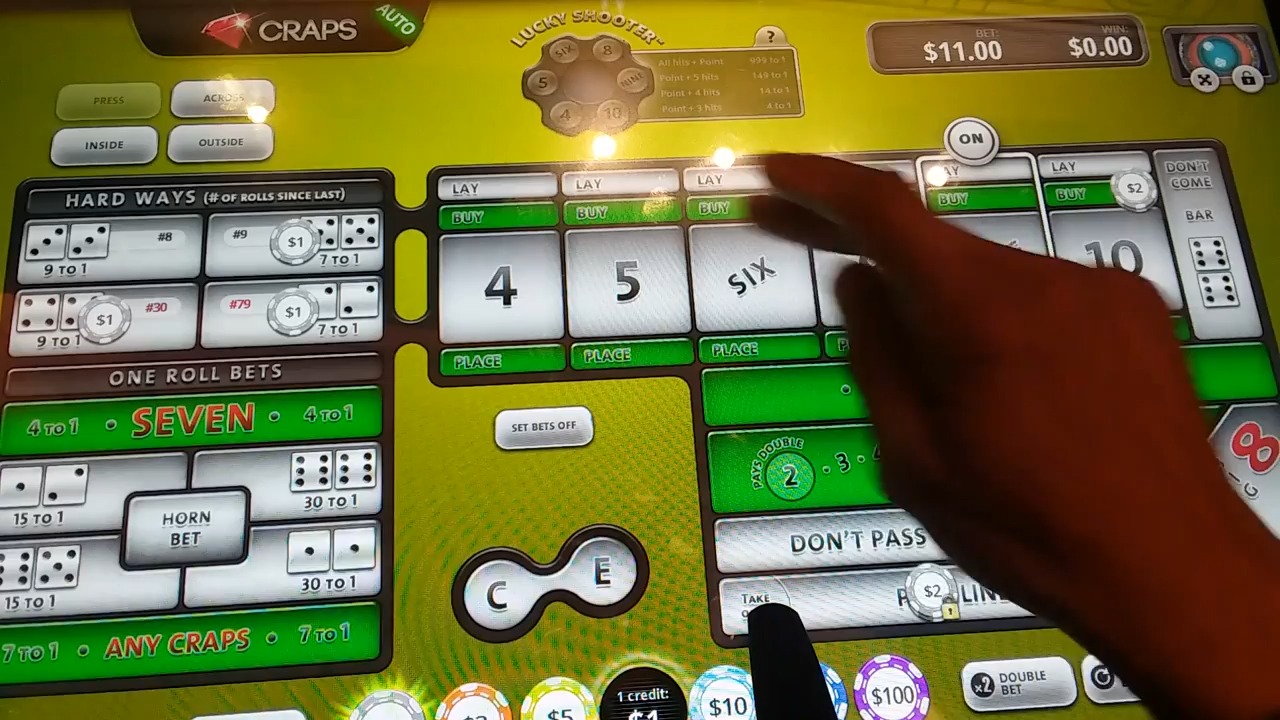 CRAPS
AUTO
LUCKY SHOOTER
SIX
8
5
NINE
4
10
?
All hits + Point 999 to 1
Point + 5 hits 149 to 1
Point + 4 hits 14 to 1
Point + 3 hits 4 to 1
BET:
$11.00
WIN:
$0.00
PRESS
ACROSS
INSIDE
OUTSIDE
ON
HARD WAYS (# OF ROLLS SINCE LAST)
#8
9 TO 1
#9
$1
7 TO 1
$1
#30
9 TO 1
#79
$1
7 TO 1
LAY
LAY
LAY
LAY
BUY
BUY
BUY
BUY
BUY
$2
4
5
SIX
10
PLACE
PLACE
PLACE
DON'T
COME
BAR
ONE ROLL BETS
4 TO 1 • SEVEN • 4 TO 1
15 TO 1
30 TO 1
HORN
BET
15 TO 1
30 TO 1
7 TO 1 • ANY CRAPS • 7 TO 1
SET BETS OFF
PAYS DOUBLE
2 • 3 •
8
DON'T PASS
TAKE
$2
C
E
1 credit:
$1
$5
$10
$100
x2 DOUBLE
BET